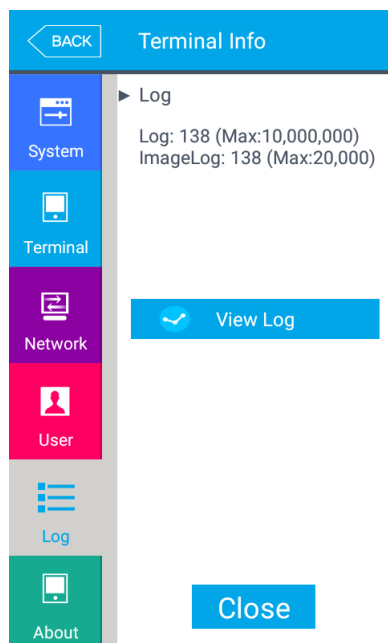 BACK
Terminal Info
System
Terminal
Network
User
Log
About
► Log
Log: 138 (Max:10,000,000)
ImageLog: 138 (Max:20,000)
View Log
Close